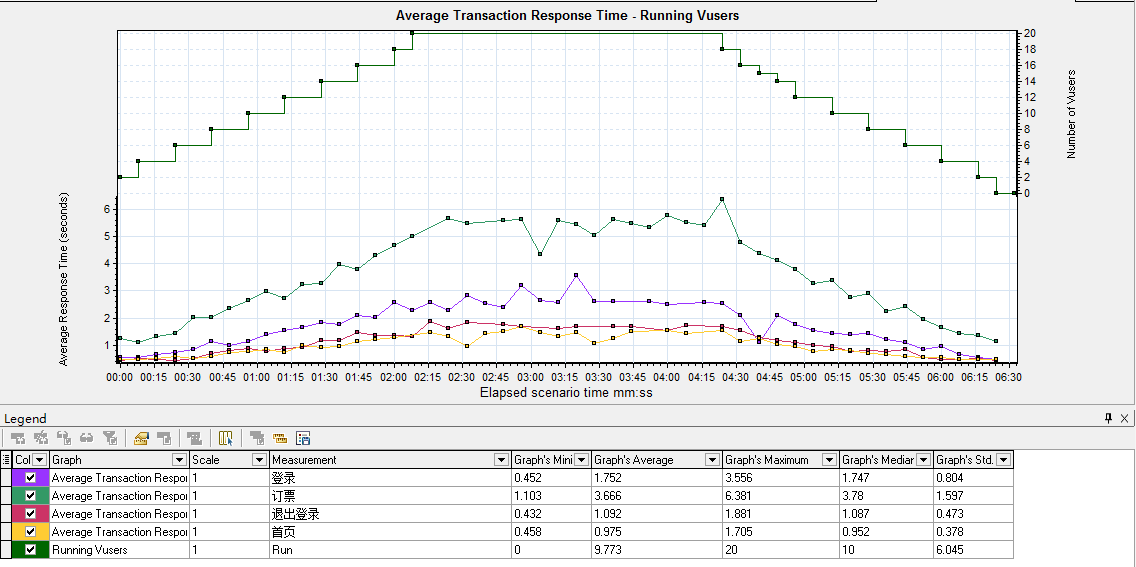 Average Transaction Response Time - Running Vusers
20
18
16
14
12
10
8
6
4
2
0
Number of Vusers
6
5
4
3
2
1
Average Response Time (seconds)
00:00 00:15 00:30 00:45 01:00 01:15 01:30 01:45 02:00 02:15 02:30 02:45 03:00 03:15 03:30 03:45 04:00 04:15 04:30 04:45 05:00 05:15 05:30 05:45 06:00 06:15 06:30
Elapsed scenario time mm:ss
Legend
Col Graph Scale Measurement Graph's Mini Graph's Average Graph's Maximum Graph's Median Graph's Std.
Average Transaction Respor 1 登录 0.452 1.752 3.556 1.747 0.804
Average Transaction Respor 1 订票 1.103 3.666 6.381 3.78 1.597
Average Transaction Respor 1 退出登录 0.432 1.092 1.881 1.087 0.473
Average Transaction Respor 1 首页 0.458 0.975 1.705 0.952 0.378
Running Vusers 1 Run 0 9.773 20 10 6.045